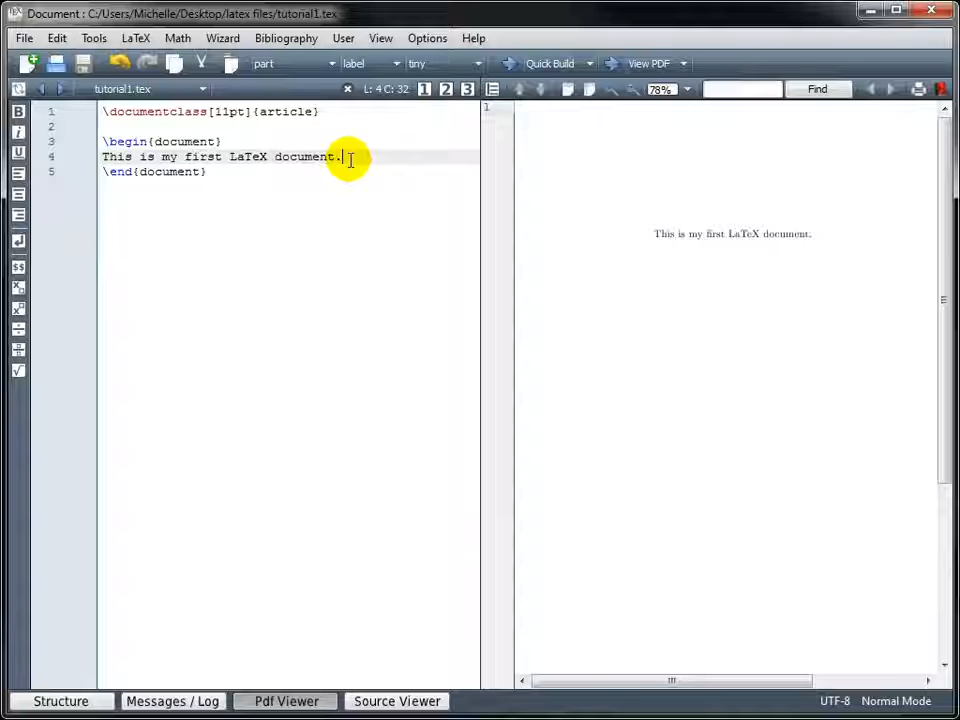 Document : C:/Users/Michelle/Desktop/latex files/tutorial1.tex
File Edit Tools LaTeX Math Wizard Bibliography User View Options Help
part label tiny Quick Build View PDF
tutorial1.tex L: 4 C: 32 1 2 3 78% Find
1 \documentclass[11pt]{article}
2
3 \begin{document}
4 This is my first LaTeX document.
5 \end{document}
1
This is my first LaTeX document.
Structure Messages / Log Pdf Viewer Source Viewer UTF-8 Normal Mode